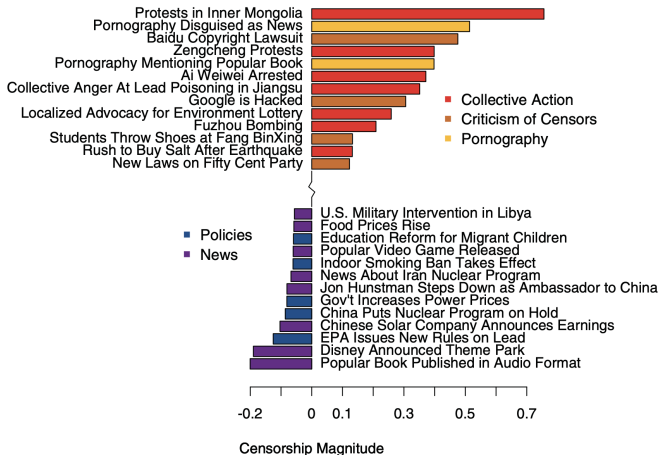 Protests in Inner Mongolia
Pornography Disguised as News
Baidu Copyright Lawsuit
Zengcheng Protests
Pornography Mentioning Popular Book
Ai Weiwei Arrested
Collective Anger At Lead Poisoning in Jiangsu
Google is Hacked
Localized Advocacy for Environment Lottery
Fuzhou Bombing
Students Throw Shoes at Fang BinXing
Rush to Buy Salt After Earthquake
New Laws on Fifty Cent Party
Collective Action
Criticism of Censors
Pornography
Policies
News
U.S. Military Intervention in Libya
Food Prices Rise
Education Reform for Migrant Children
Popular Video Game Released
Indoor Smoking Ban Takes Effect
News About Iran Nuclear Program
Jon Hunstman Steps Down as Ambassador to China
Gov't Increases Power Prices
China Puts Nuclear Program on Hold
Chinese Solar Company Announces Earnings
EPA Issues New Rules on Lead
Disney Announced Theme Park
Popular Book Published in Audio Format
-0.2 0 0.1 0.3 0.5 0.7
Censorship Magnitude